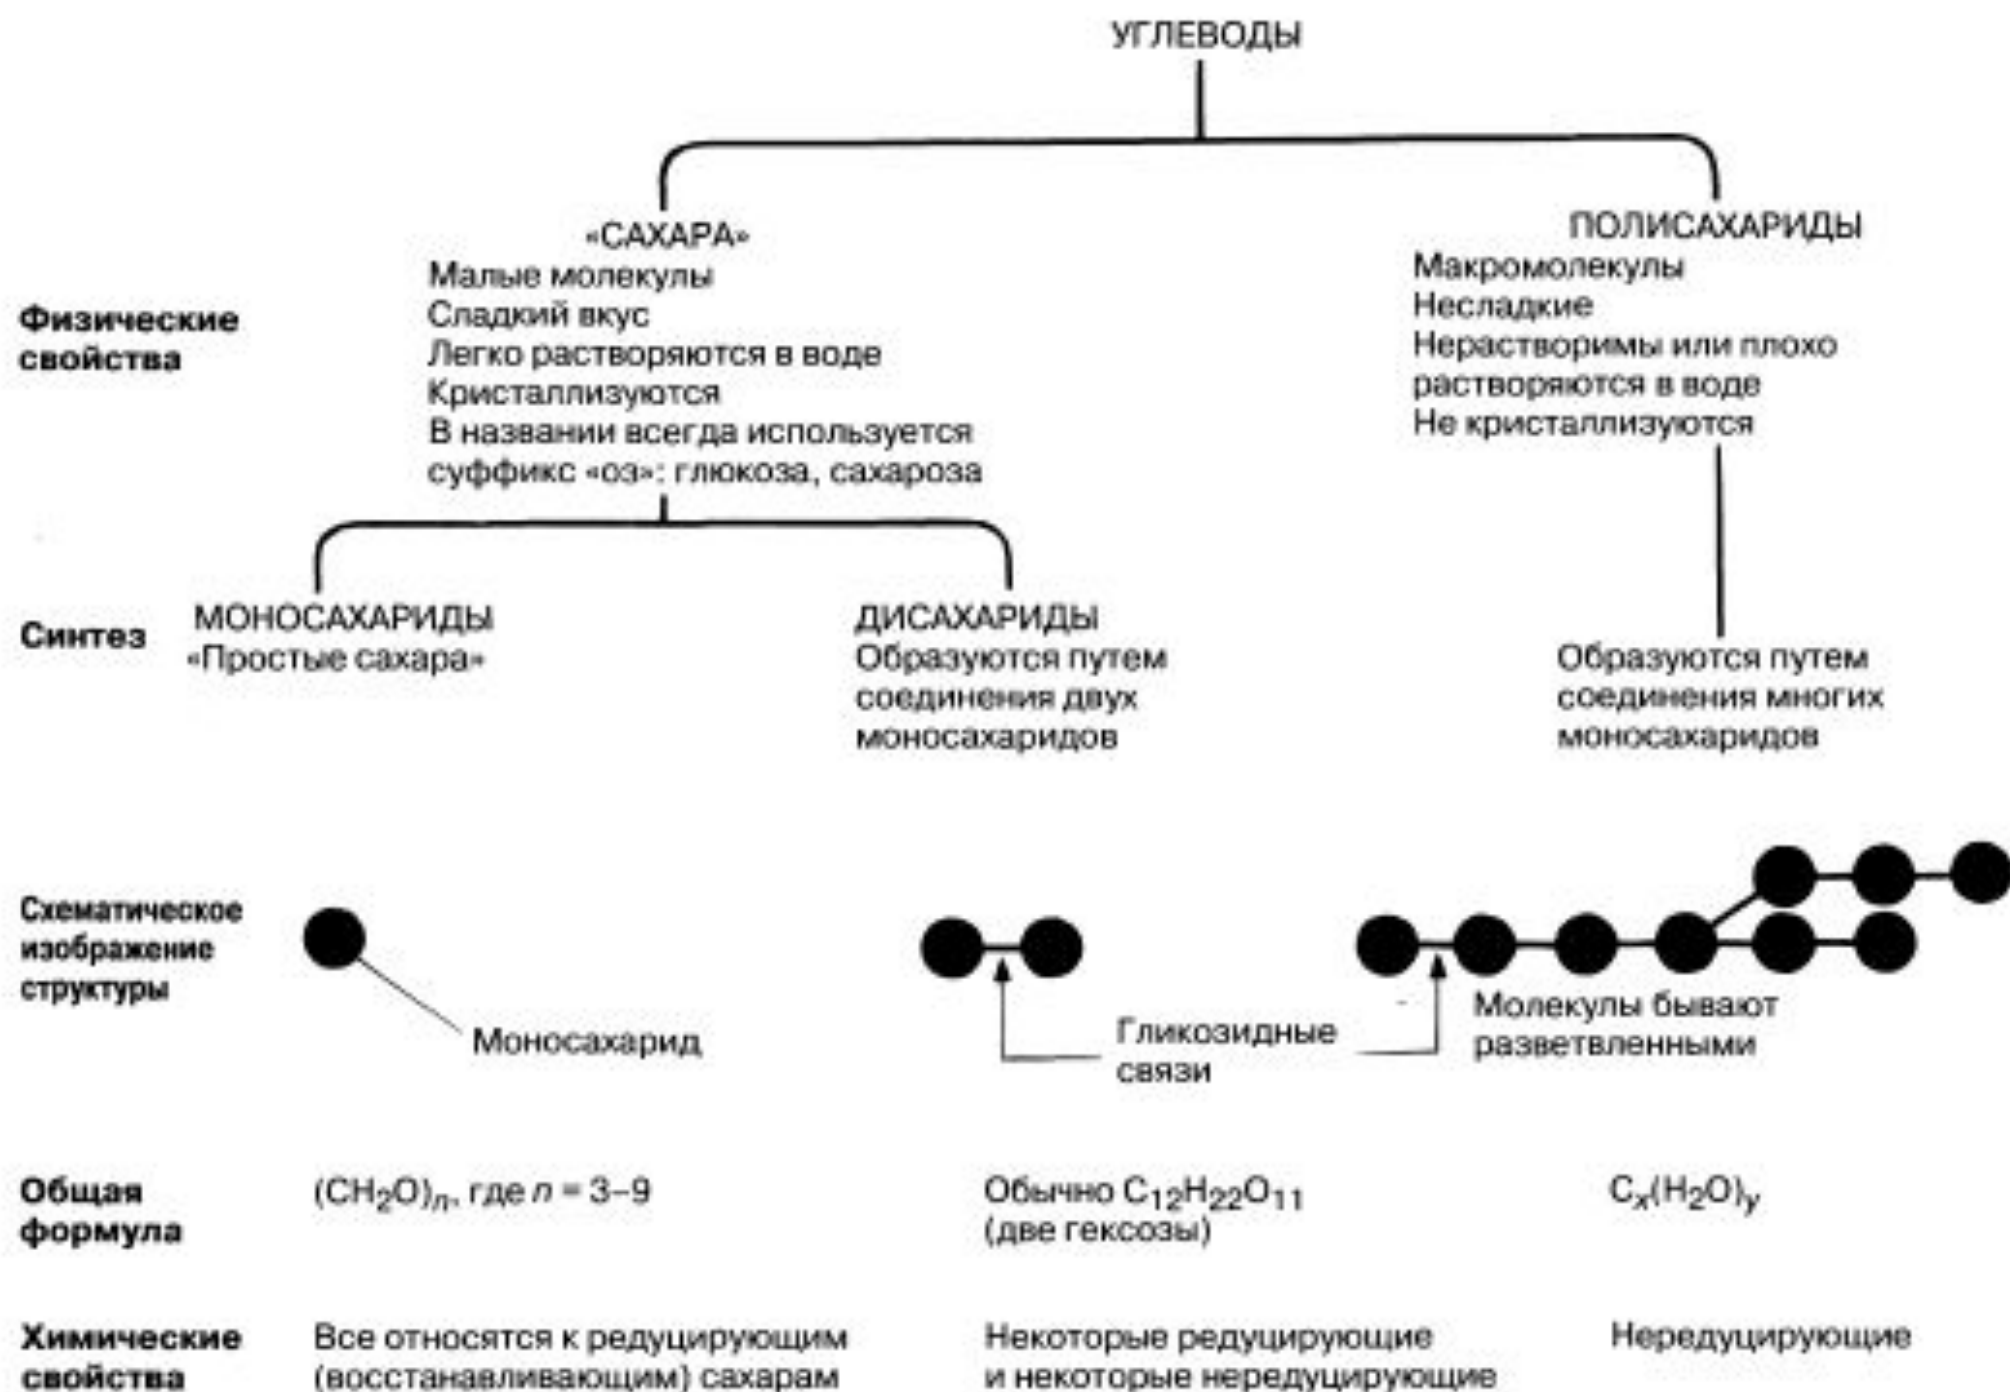 УГЛЕВОДЫ
«САХАРА»
Малые молекулы
Сладкий вкус
Легко растворяются в воде
Кристаллизуются
В названии всегда используется
суффикс «оз»: глюкоза, сахароза
ПОЛИСАХАРИДЫ
Макромолекулы
Несладкие
Нерастворимы или плохо
растворяются в воде
Не кристаллизуются
Физические
свойства
Синтез
МОНОСАХАРИДЫ
«Простые сахара»
ДИСАХАРИДЫ
Образуются путем
соединения двух
моносахаридов
Образуются путем
соединения многих
моносахаридов
Схематическое
изображение
структуры
Моносахарид
Гликозидные
связи
Молекулы бывают
разветвленными
Общая
формула
(CH₂O)ₙ, где n = 3–9
Обычно C₁₂H₂₂O₁₁
(две гексозы)
Cₓ(H₂O)y
Химические
свойства
Все относятся к редуцирующим
(восстанавливающим) сахарам
Некоторые редуцирующие
и некоторые нередуцирующие
Нередуцирующие